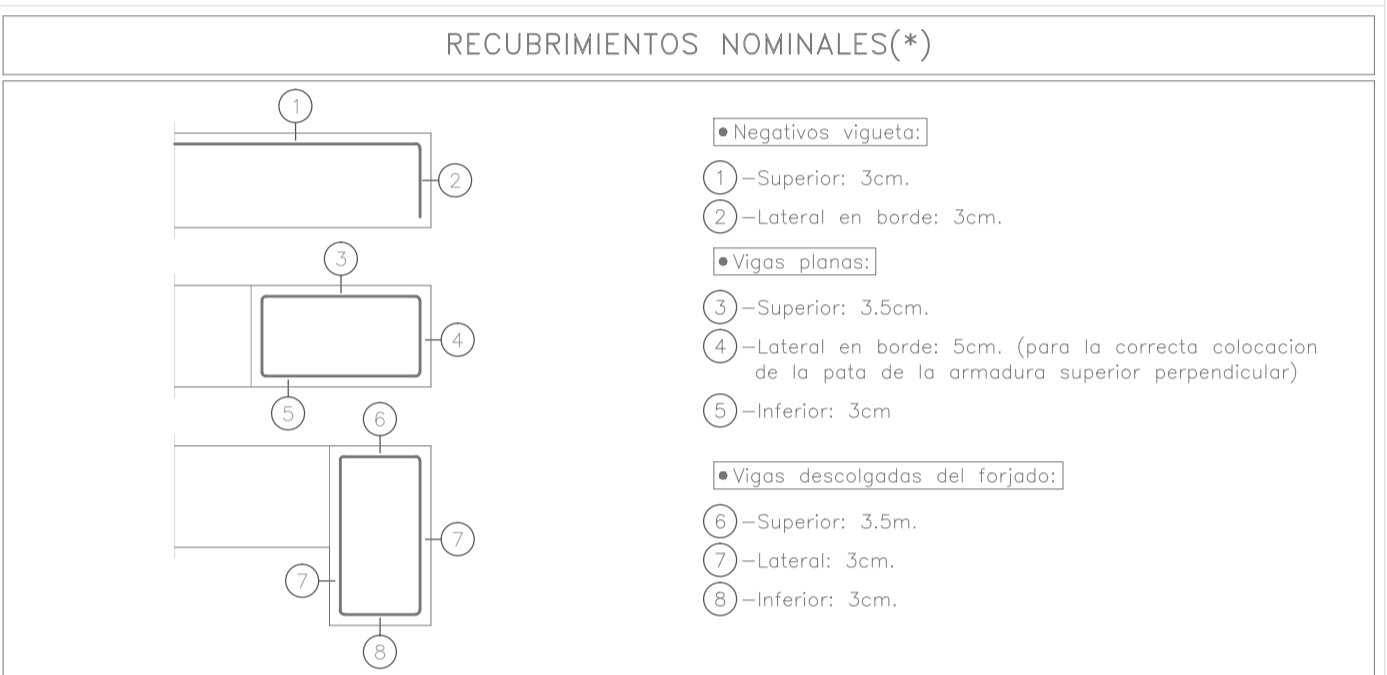 RECUBRIMIENTOS NOMINALES(*)
1
2
3
4
5
6
7
7
8
•Negativos vigueta:
1 -Superior: 3cm.
2 -Lateral en borde: 3cm.
•Vigas planas:
3 -Superior: 3.5cm.
4 -Lateral en borde: 5cm. (para la correcta colocacion
de la pata de la armadura superior perpendicular)
5 -Inferior: 3cm
•Vigas descolgadas del forjado:
6 -Superior: 3.5m.
7 -Lateral: 3cm.
8 -Inferior: 3cm.